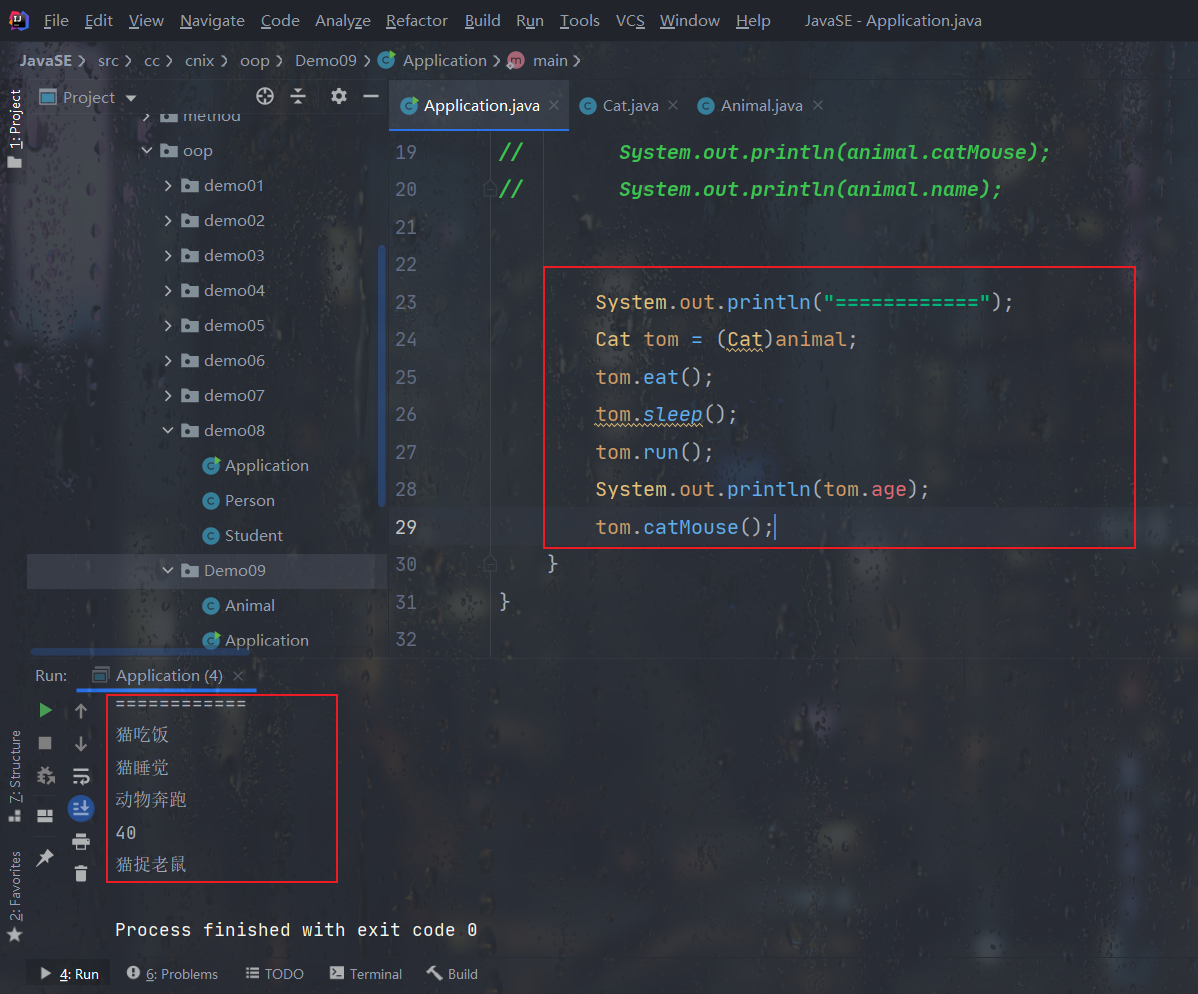 File Edit View Navigate Code Analyze Refactor Build Run Tools VCS Window Help JavaSE - Application.java
JavaSE src cc cnix oop Demo09 Application m main
1: Project
Project
method
oop
demo01
demo02
demo03
demo04
demo05
demo06
demo07
demo08
Application
Person
Student
Demo09
Animal
Application
Application.java Cat.java Animal.java
19 // System.out.println(animal.catMouse);
20 // System.out.println(animal.name);
21
22
23 System.out.println("============");
24 Cat tom = (Cat)animal;
25 tom.eat();
26 tom.sleep();
27 tom.run();
28 System.out.println(tom.age);
29 tom.catMouse();
30 }
31 }
32
Run: Application (4)
============
猫吃饭
猫睡觉
动物奔跑
40
猫捉老鼠
Process finished with exit code 0
7: Structure
2: Favorites
4: Run 6: Problems TODO Terminal Build